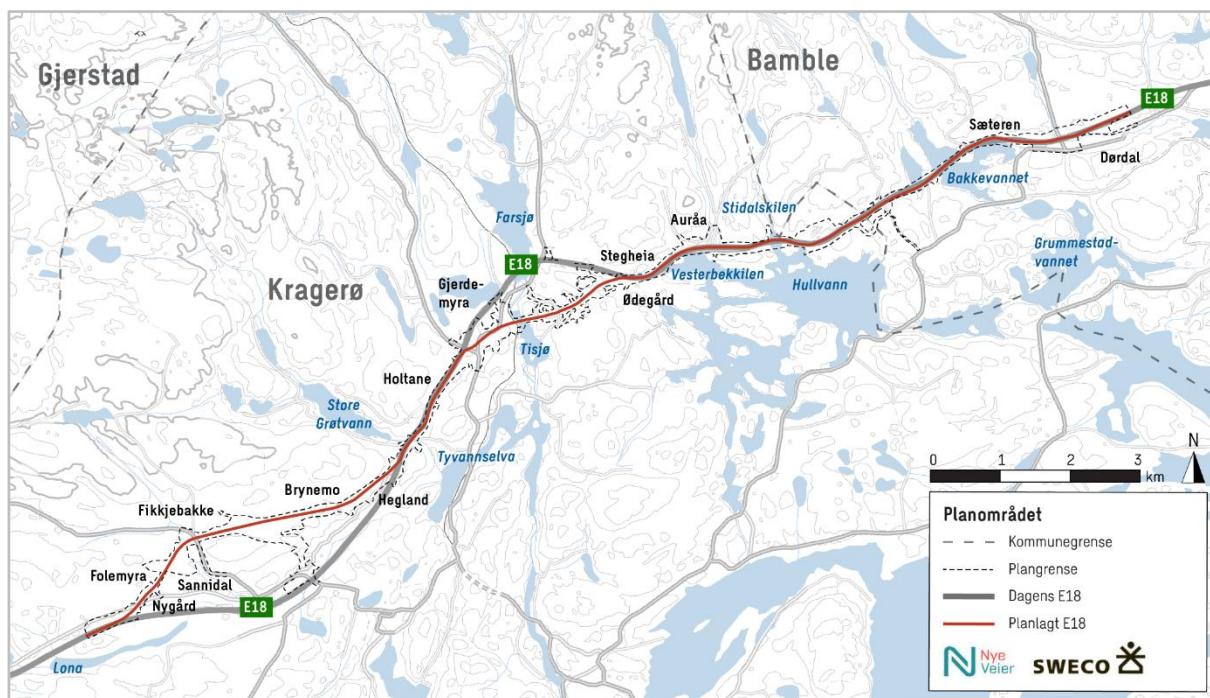 Gjerstad
Bamble
E18
Sæteren
Dørdal
Bakkevannet
Stidalskilen
Auråa
Farsjø
Grummestad-
vannet
Stegheia
E18
Vesterbekkilen
Hullvann
Kragerø
Gjerde-
myra
Ødegård
Tisjø
Holtane
Store
Grøtvann
Tyvannselva
N
0 1 2 3
km
Brynemo
Hegland
Fikkjebakke
Folemyra
Sannidal
Nygård
E18
Lona
Planområdet
Kommunegrense
Plangrense
Dagens E18
Planlagt E18
Nye
Veier
SWECO